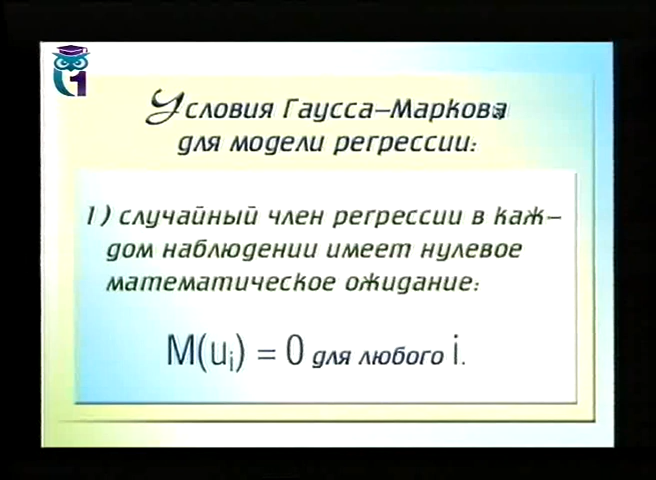 1
Условия Гаусса–Маркова
для модели регрессии:
1) случайный член регрессии в каж–
дом наблюдении имеет нулевое
математическое ожидание:
M(uᵢ) = 0 для любого i.